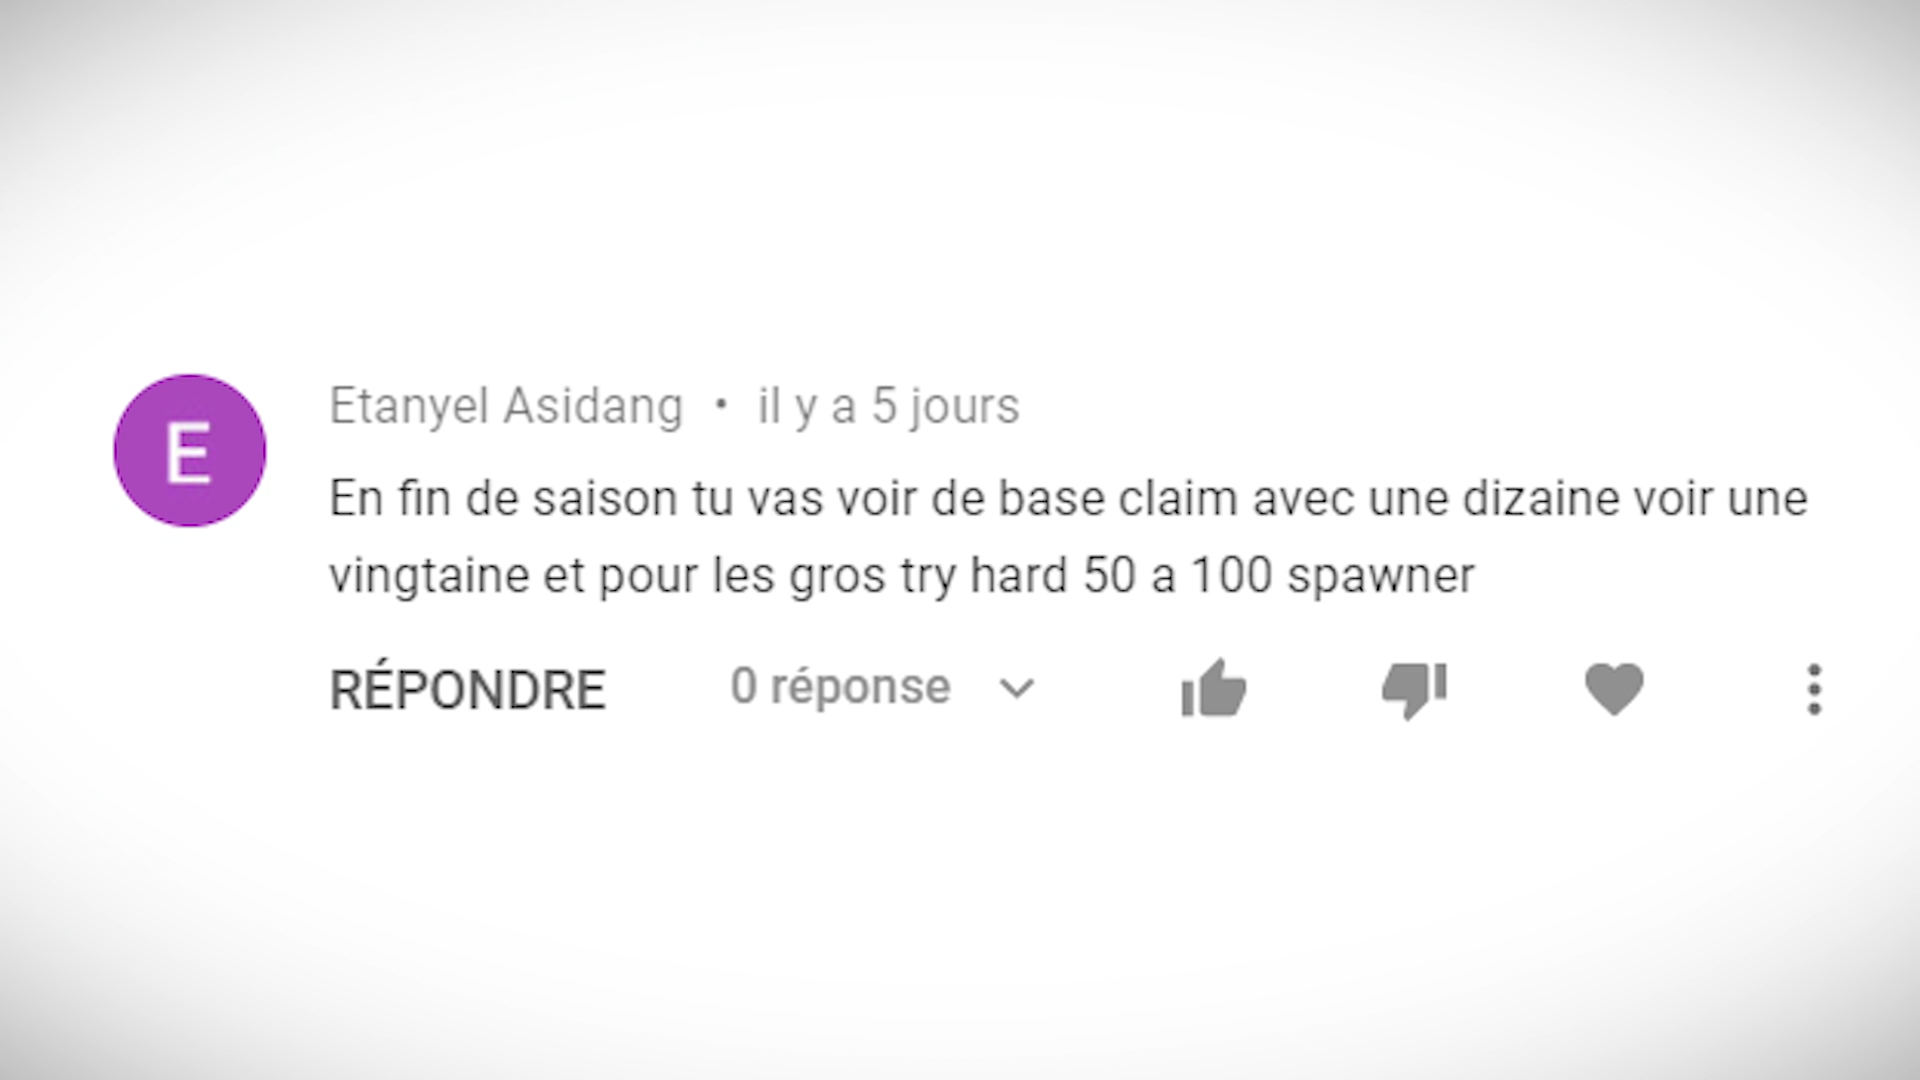 E
Etanyel Asidang • il y a 5 jours
En fin de saison tu vas voir de base claim avec une dizaine voir une
vingtaine et pour les gros try hard 50 a 100 spawner
RÉPONDRE 0 réponse